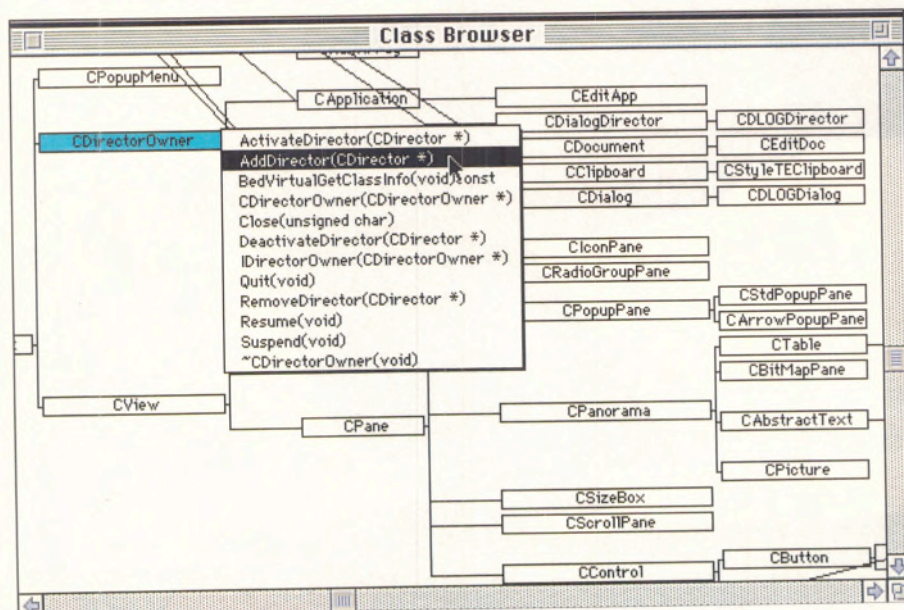 Class Browser
CPopupMenu
CApplication
CEditApp
CDirectorOwner
CDialogDirector
CDLOGDirector
CDocument
CEditDoc
CClipboard
CStyleTEClipboard
CDialog
CDLOGDialog
ActivateDirector(CDirector *)
AddDirector(CDirector *)
BedVirtualGetClassInfo(void)const
CDirectorOwner(CDirectorOwner *)
Close(unsigned char)
DeactivateDirector(CDirector *)
IDirectorOwner(CDirectorOwner *)
Quit(void)
RemoveDirector(CDirector *)
Resume(void)
Suspend(void)
~CDirectorOwner(void)
CIconPane
CRadioGroupPane
CPopupPane
CStdPopupPane
CArrowPopupPane
CTable
CBitMapPane
CView
CPane
CPanorama
CAbstractText
CPicture
CSizeBox
CScrollPane
CControl
CButton